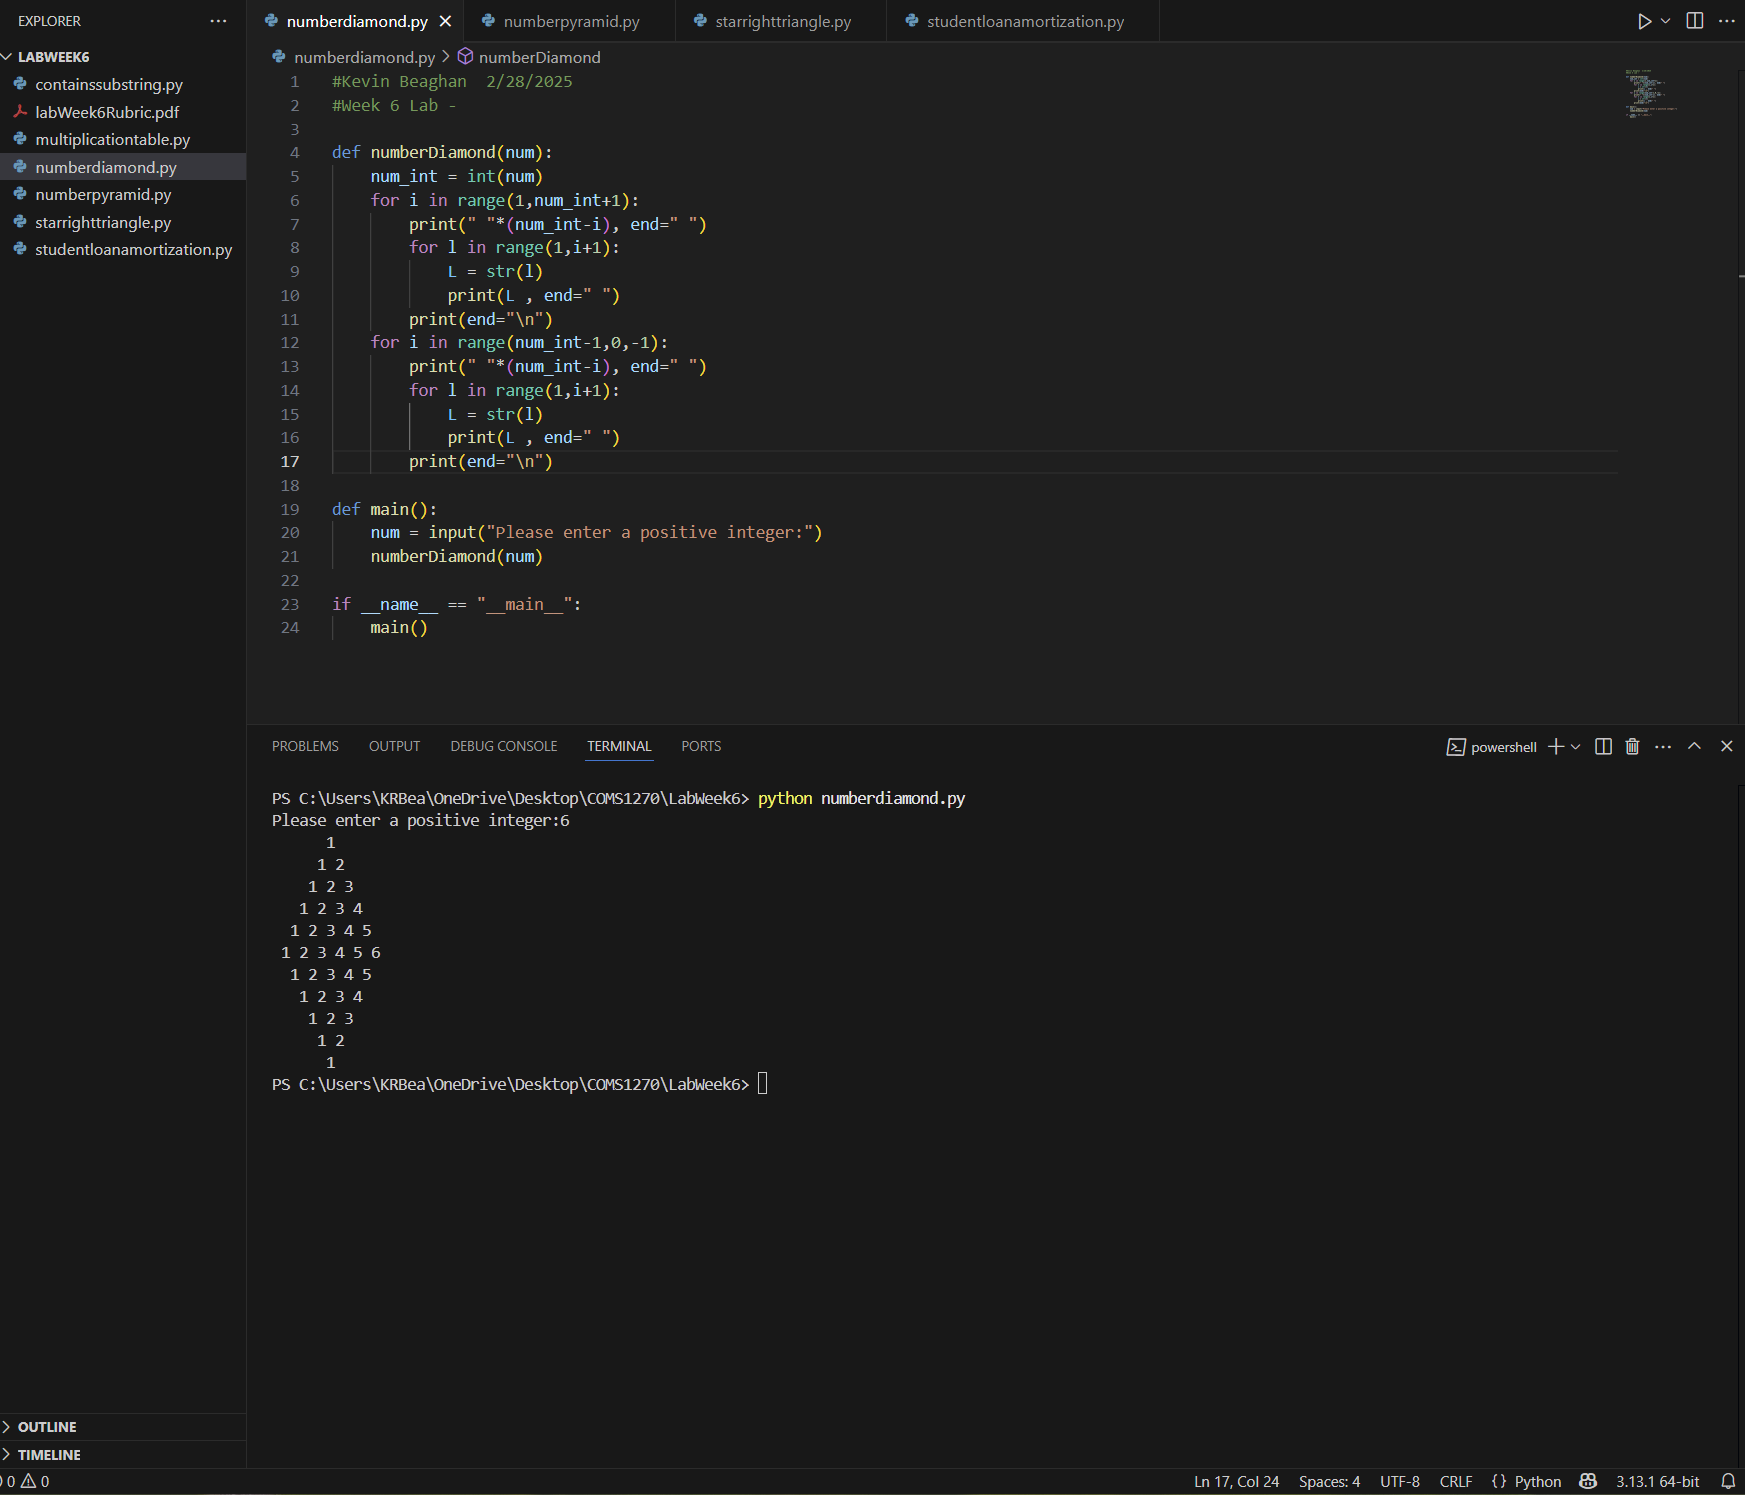 EXPLORER
LABWEEK6
containssubstring.py
labWeek6Rubric.pdf
multiplicationtable.py
numberdiamond.py
numberpyramid.py
starrighttriangle.py
studentloanamortization.py
OUTLINE
TIMELINE
numberdiamond.py numberpyramid.py starrighttriangle.py studentloanamortization.py
numberdiamond.py > numberDiamond
1 #Kevin Beaghan  2/28/2025
2 #Week 6 Lab -
3
4 def numberDiamond(num):
5     num_int = int(num)
6     for i in range(1,num_int+1):
7         print(" "*(num_int-i), end=" ")
8         for l in range(1,i+1):
9             L = str(l)
10             print(L , end=" ")
11         print(end="\n")
12     for i in range(num_int-1,0,-1):
13         print(" "*(num_int-i), end=" ")
14         for l in range(1,i+1):
15             L = str(l)
16             print(L , end=" ")
17         print(end="\n")
18
19 def main():
20     num = input("Please enter a positive integer:")
21     numberDiamond(num)
22
23 if __name__ == "__main__":
24     main()
PROBLEMS OUTPUT DEBUG CONSOLE TERMINAL PORTS powershell
PS C:\Users\KRBea\OneDrive\Desktop\COMS1270\LabWeek6> python numberdiamond.py
Please enter a positive integer:6
      1
     1 2
    1 2 3
   1 2 3 4
  1 2 3 4 5
 1 2 3 4 5 6
  1 2 3 4 5
   1 2 3 4
    1 2 3
     1 2
      1
PS C:\Users\KRBea\OneDrive\Desktop\COMS1270\LabWeek6>
0 0 Ln 17, Col 24 Spaces: 4 UTF-8 CRLF {} Python 3.13.1 64-bit